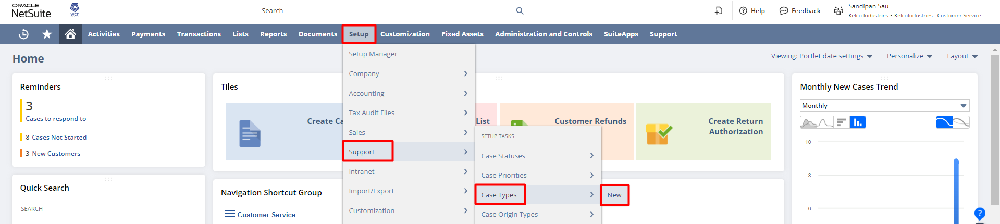 ORACLE
NetSuite
WCT
Search
Help
Feedback
Sandipan Sau
Kelco Industries - KelcoIndustries - Customer Service
Activities
Payments
Transactions
Lists
Reports
Documents
Setup
Customization
Fixed Assets
Administration and Controls
SuiteApps
Support
Home
Viewing: Portlet date settings
Personalize
Layout
Setup Manager
Company
Accounting
Tax Audit Files
Sales
Support
Intranet
Import/Export
Customization
SETUP TASKS
Case Statuses
Case Priorities
Case Types
Case Origin Types
New
Reminders
3
Cases to respond to
8 Cases Not Started
3 New Customers
Quick Search
SEARCH
Tiles
Create Ca
List
Customer Refunds
Create Return
Authorization
Navigation Shortcut Group
Customer Service
Monthly New Cases Trend
Monthly
10
8
6
?